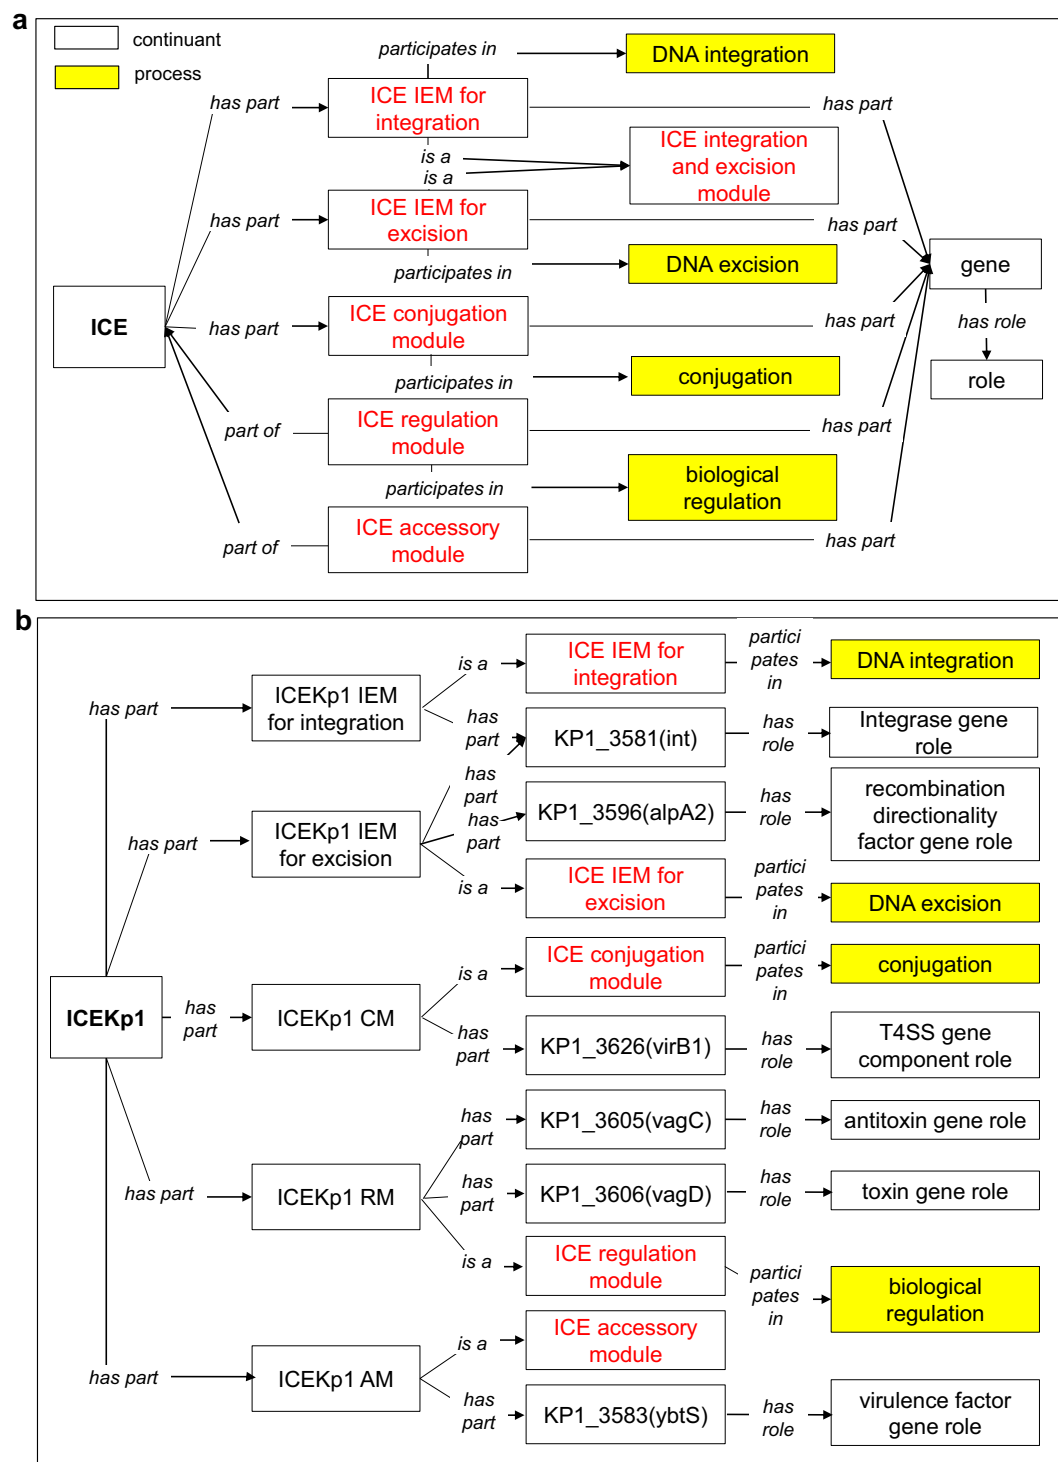 a
continuant
process
participates in
DNA integration
has part
ICE IEM for
integration
has part
is a
is a
ICE integration
and excision
module
has part
ICE IEM for
excision
has part
participates in
DNA excision
gene
ICE
has part
ICE conjugation
module
has part
has role
participates in
conjugation
role
part of
ICE regulation
module
has part
participates in
biological
regulation
part of
ICE accessory
module
has part
b
has part
ICEKp1 IEM
for integration
is a
ICE IEM for
integration
partici
pates
in
DNA integration
has
part
KP1_3581(int)
has
role
Integrase gene
role
has part
ICEKp1 IEM
for excision
has
part
has
part
KP1_3596(alpA2)
has
role
recombination
directionality
factor gene role
is a
ICE IEM for
excision
partici
pates
in
DNA excision
ICEKp1
has
part
ICEKp1 CM
is a
ICE conjugation
module
partici
pates
in
conjugation
has
part
KP1_3626(virB1)
has
role
T4SS gene
component role
has part
ICEKp1 RM
has
part
KP1_3605(vagC)
has
role
antitoxin gene role
has
part
KP1_3606(vagD)
has
role
toxin gene role
is a
ICE regulation
module
partici
pates
in
biological
regulation
has part
ICEKp1 AM
is a
ICE accessory
module
has
part
KP1_3583(ybtS)
has
role
virulence factor
gene role